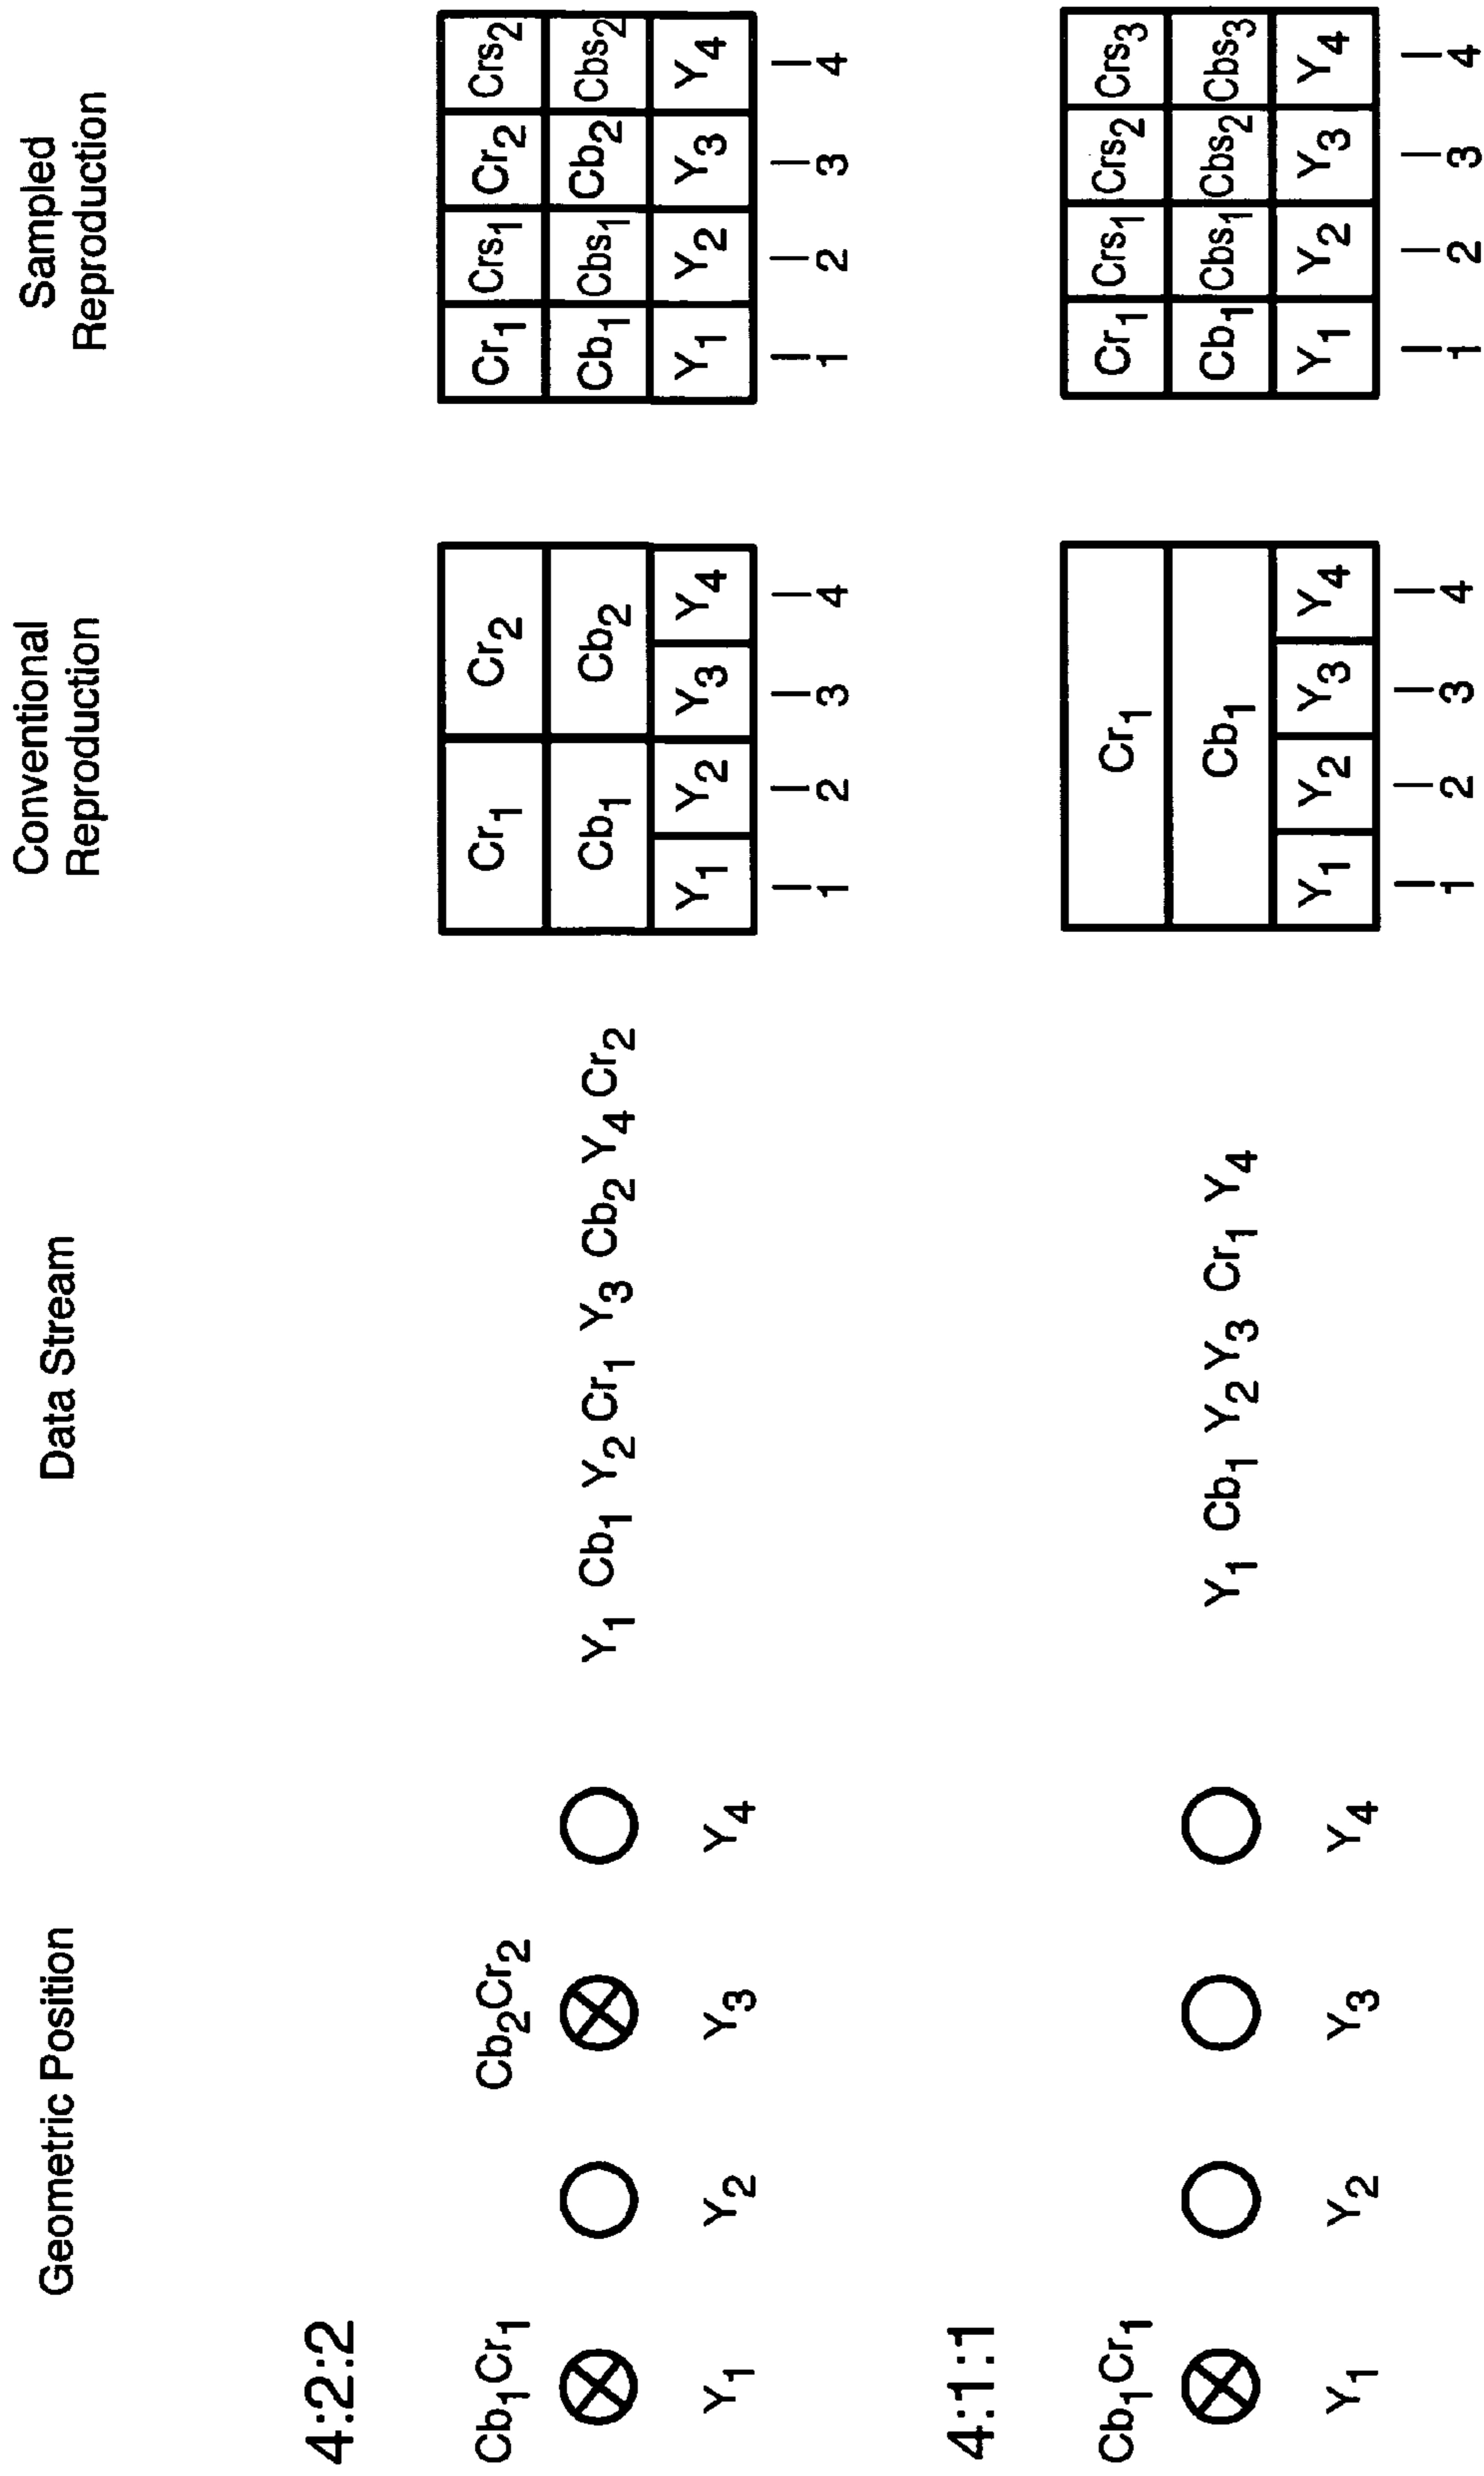 Geometric Position
Data Stream
Conventional
Reproduction
Sampled
Reproduction
4:2:2
Cb1Cr1
Cb2Cr2
Y1
Y2
Y3
Y4
Y1 Cb1 Y2 Cr1 Y3 Cb2 Y4 Cr2
Cr1 Cr2
Cb1 Cb2
Y1 Y2 Y3 Y4
1 2 3 4
Cr1 Crs1 Cr2 Crs2
Cb1 Cbs1 Cb2 Cbs2
Y1 Y2 Y3 Y4
1 2 3 4
4:1:1
Cb1Cr1
Y1
Y2
Y3
Y4
Y1 Cb1 Y2 Y3 Cr1 Y4
Cr1
Cb1
Y1 Y2 Y3 Y4
1 2 3 4
Cr1 Crs1 Crs2 Crs3
Cb1 Cbs1 Cbs2 Cbs3
Y1 Y2 Y3 Y4
1 2 3 4